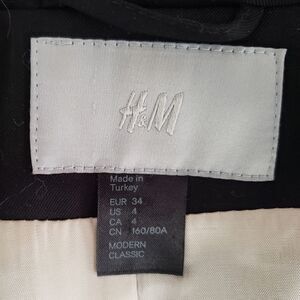 H&M
Made in
Turkey
EUR 34
US 4
CA 4
CN 160/80A
MODERN
CLASSIC